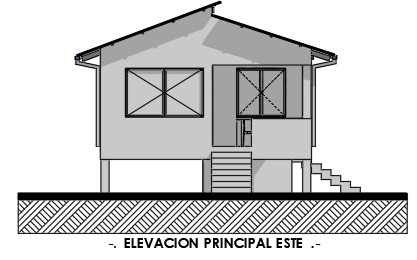 -. ELEVACION PRINCIPAL ESTE .-